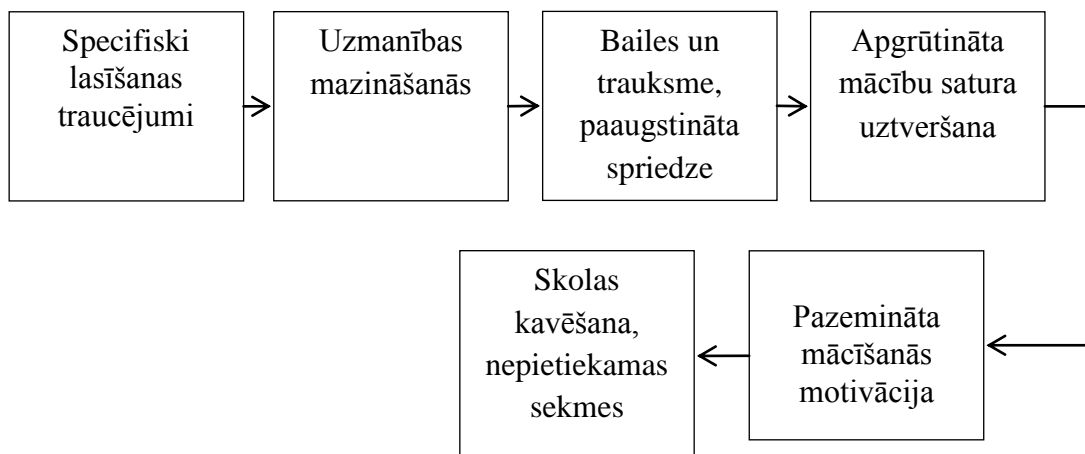 Specifiski
lasīšanas
traucējumi
Uzmanības
mazināšanās
Bailes un
trauksme,
paaugstināta
spriedze
Apgrūtināta
mācību satura
uztveršana
Pazemināta
mācīšanās
motivācija
Skolas
kavēšana,
nepietiekamas
sekmes